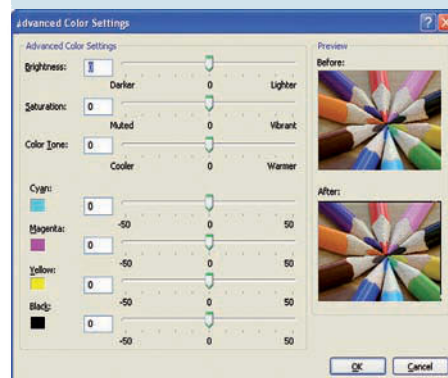 Advanced Color Settings
Advanced Color Settings
Brightness: 0
Darker 0 Lighter
Saturation: 0
Muted 0 Vibrant
Color Tone: 0
Cooler 0 Warmer
Cyan: 0
-50 0 50
Magenta: 0
-50 0 50
Yellow: 0
-50 0 50
Black: 0
-50 0 50
Preview
Before:
After:
OK Cancel